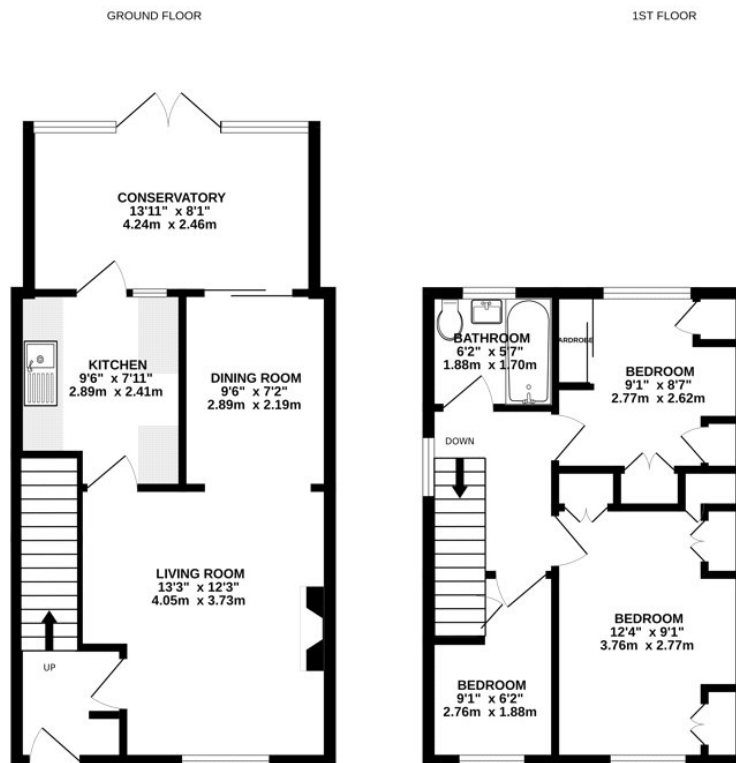 GROUND FLOOR
1ST FLOOR
CONSERVATORY
13'11" x 8'1"
4.24m x 2.46m
KITCHEN
9'6" x 7'11"
2.89m x 2.41m
DINING ROOM
9'6" x 7'2"
2.89m x 2.19m
LIVING ROOM
13'3" x 12'3"
4.05m x 3.73m
UP
BATHROOM
6'2" x 5'7"
1.88m x 1.70m
ARDROBE
BEDROOM
9'1" x 8'7"
2.77m x 2.62m
DOWN
BEDROOM
12'4" x 9'1"
3.76m x 2.77m
BEDROOM
9'1" x 6'2"
2.76m x 1.88m